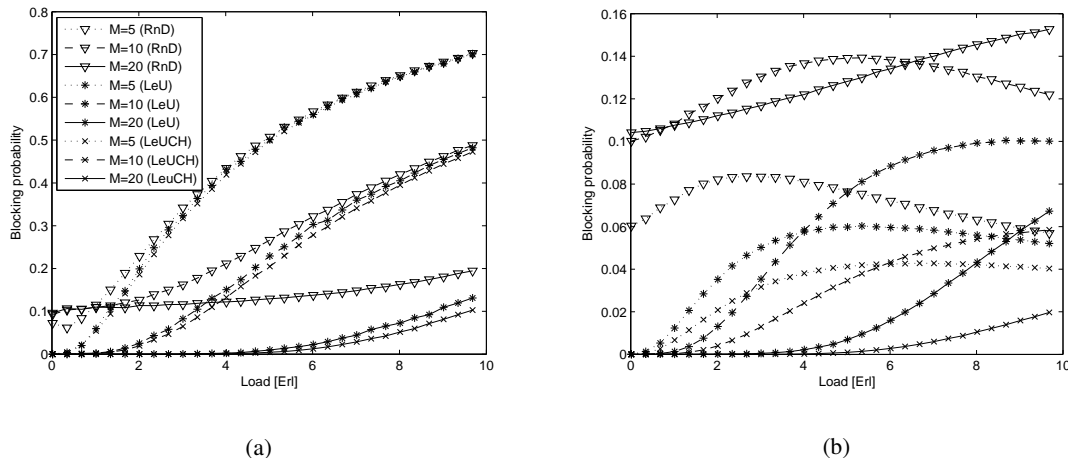 0.8
0.7
0.6
0.5
0.4
0.3
0.2
0.1
0
Blocking probability
M=5 (RnD)
M=10 (RnD)
M=20 (RnD)
M=5 (LeU)
M=10 (LeU)
M=20 (LeU)
M=5 (LeUCH)
M=10 (LeUCH)
M=20 (LeuCH)
0 2 4 6 8 10
Load [Erl]
(a)
0.16
0.14
0.12
0.1
0.08
0.06
0.04
0.02
0
Blocking probability
0 2 4 6 8 10
Load [Erl]
(b)